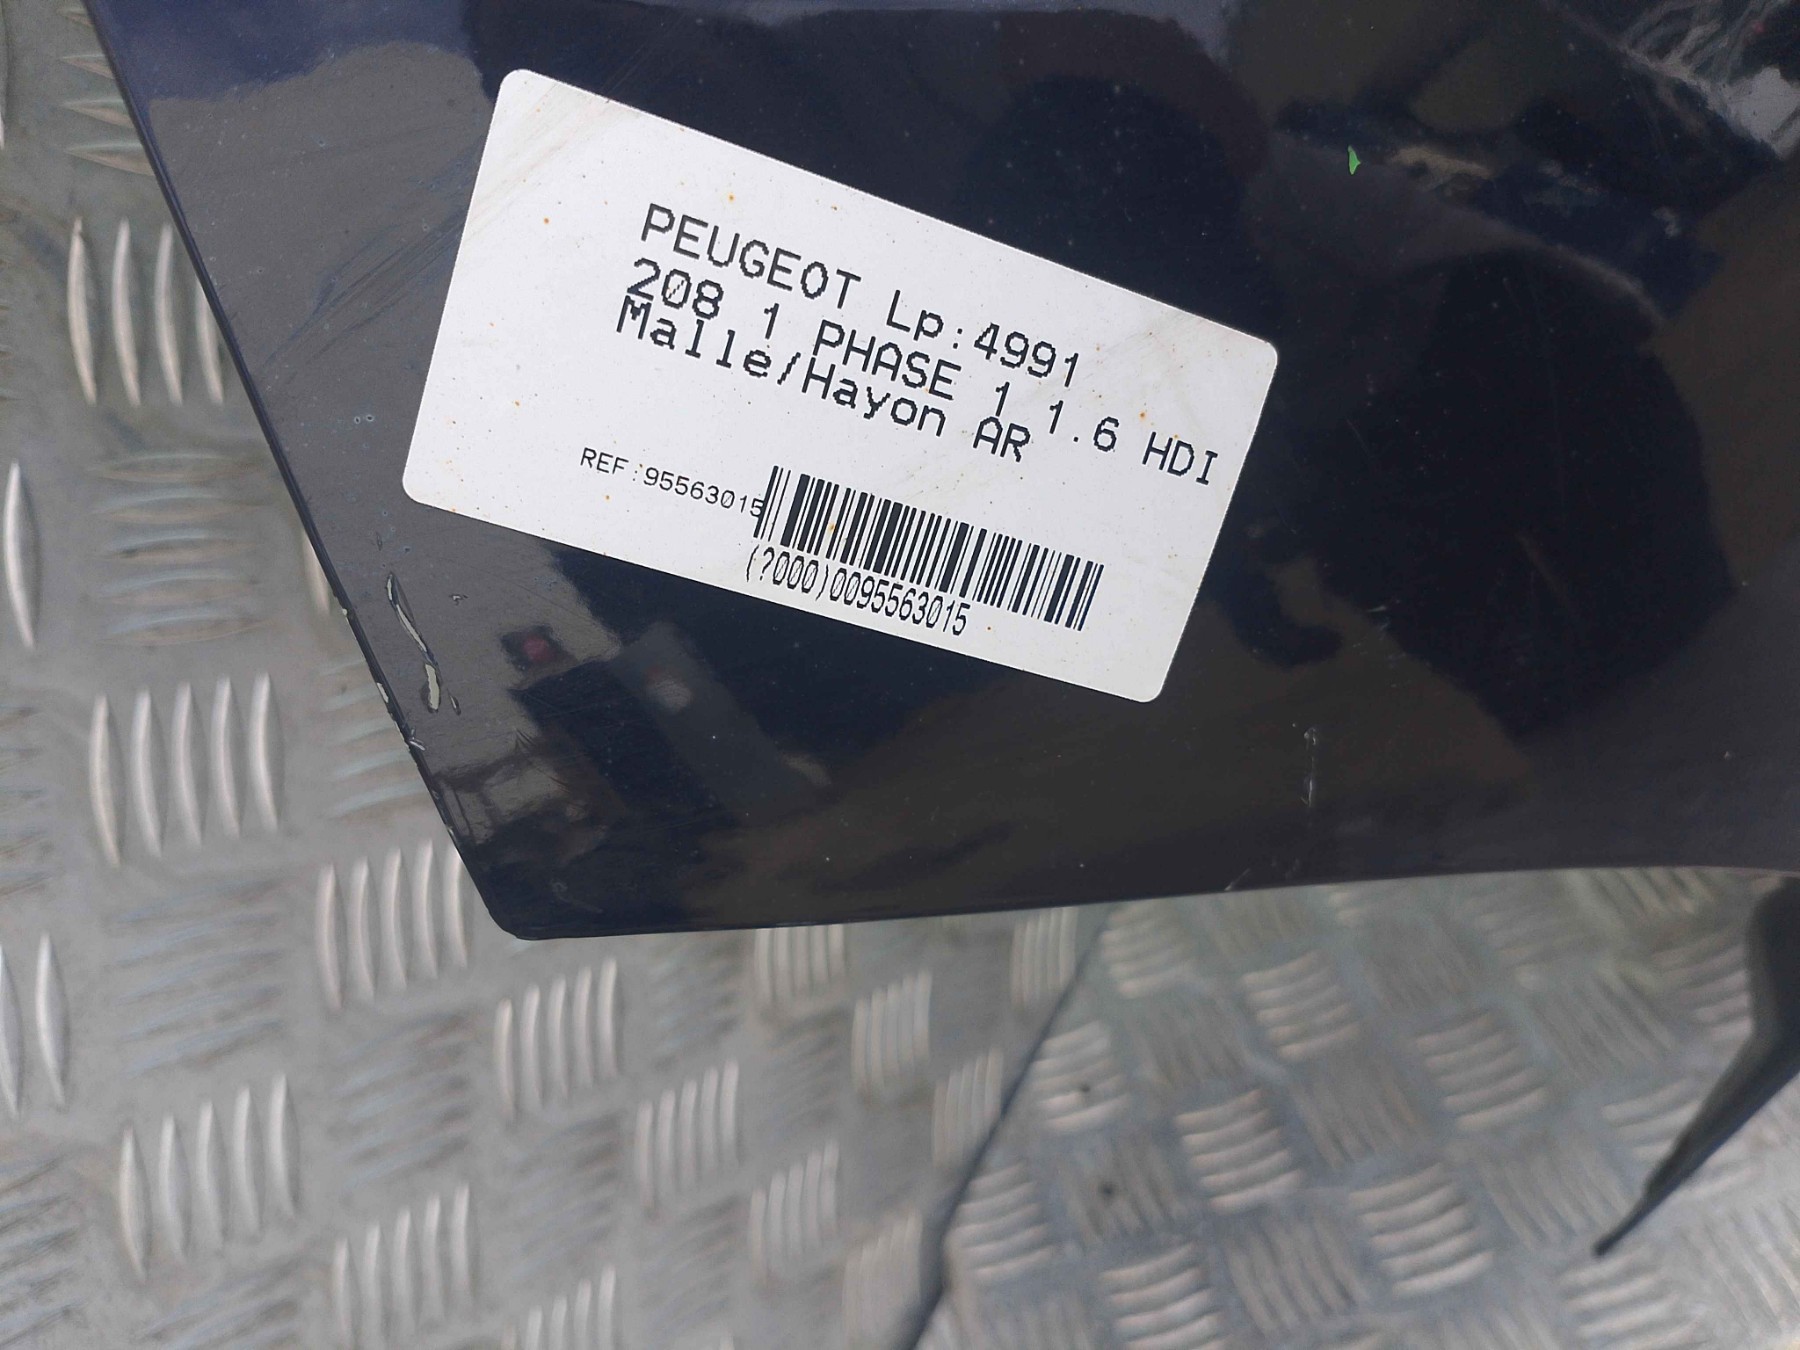 PEUGEOT Lp:4991
208 1 PHASE 1 1.6 HDI
Malle/Hayon AR
REF:95563015
(?000)0095563015